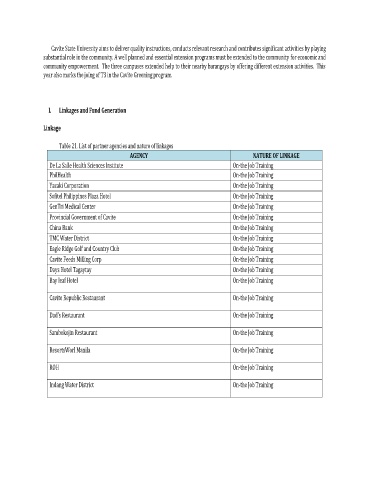 Cavite State University aims to deliver quality instructions, conducts relevant research and contributes significant activities by playing
substantial role in the community. A well planned and essential extension programs must be extended to the community for economic and
community empowerment. The three campuses extended help to their nearby barangays by offering different extension activities. This
year also marks the joing of T3 in the Cavite Greening program.
I. Linkages and Fund Generation
Linkage
Table 21. List of partner agencies and nature of linkages
AGENCY NATURE OF LINKAGE
De La Salle Health Sciences Institute On-the Job Training
PhilHealth On-the Job Training
Yazaki Corporation On-the Job Training
Sofitel Philippines Plaza Hotel On-the Job Training
GenTri Medical Center On-the Job Training
Provincial Government of Cavite On-the Job Training
China Bank On-the Job Training
TMC Water District On-the Job Training
Eagle Ridge Golf and Country Club On-the Job Training
Cavite Feeds Milling Corp On-the Job Training
Days Hotel Tagaytay On-the Job Training
Bay leaf Hotel On-the Job Training
Cavite Republic Restaurant On-the Job Training
Dad's Restaurant On-the Job Training
Sambokojin Restaurant On-the Job Training
ResortsWorl Manila On-the Job Training
On-the Job Training
Indang Water District On-the Job Training